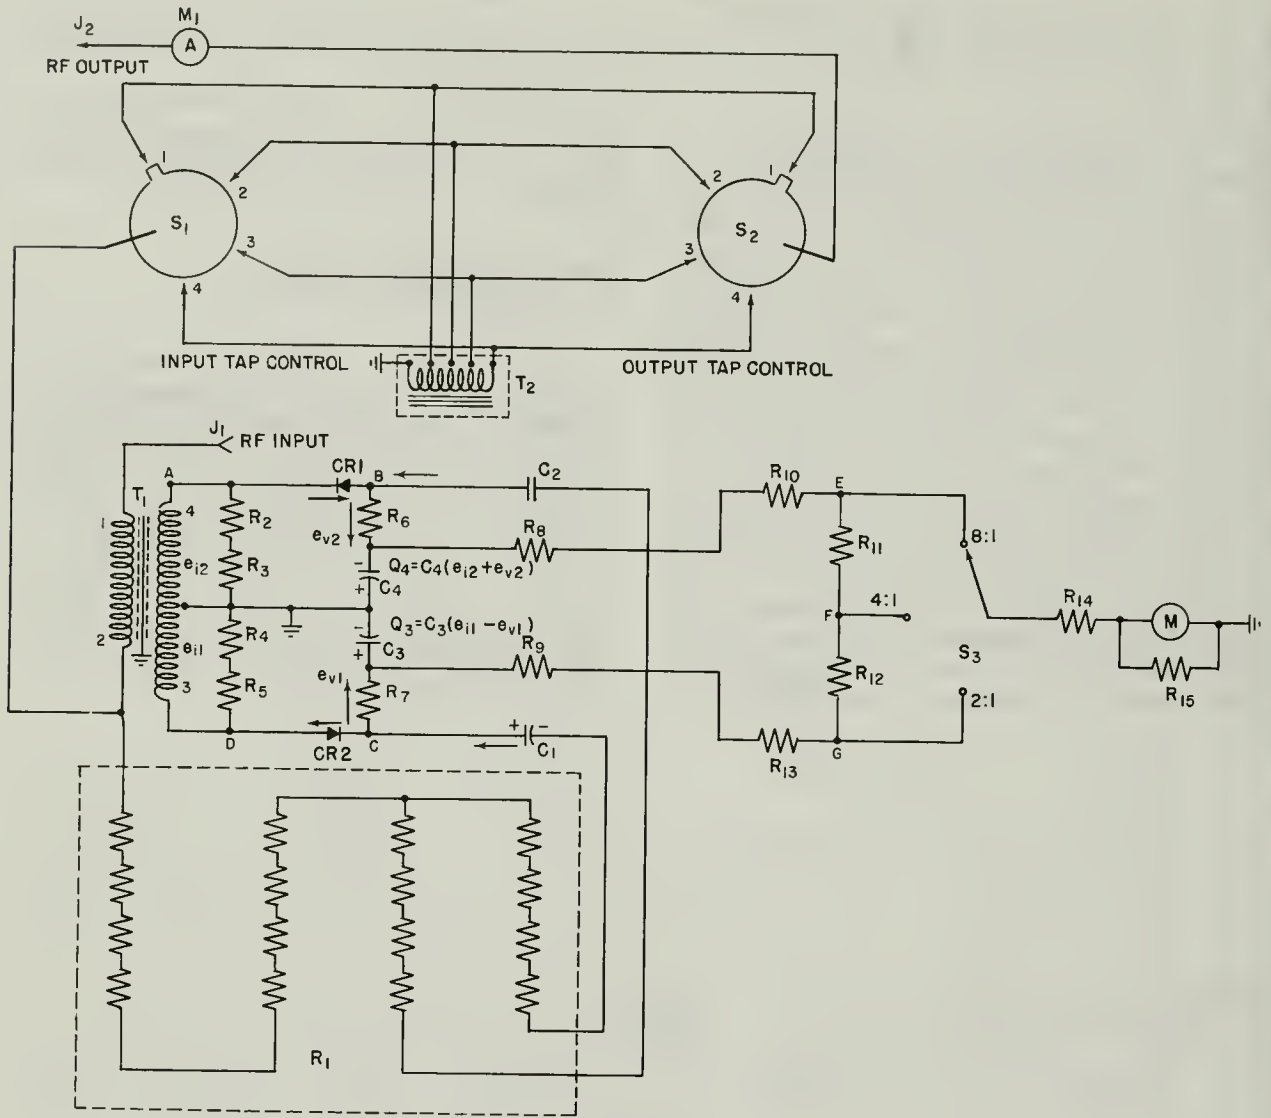 J₂
M₁
A
RF OUTPUT
1
2
3
4
S₁
1
2
3
4
S₂
INPUT TAP CONTROL
OUTPUT TAP CONTROL
T₂
J₁
RF INPUT
A
CR1
B
C₂
R₁₀
E
T₁
1
4
R₂
R₆
eᵥ₂
R₈
R₁₁
8:1
eᵢ₂
R₃
Q₄=C₄(eᵢ₂+eᵥ₂)
-
+
C₄
4:1
R₁₄
F
M
2
R₄
-
Q₃=C₃(eᵢ₁-eᵥ₁)
+
C₃
R₉
eᵢ₁
S₃
R₁₂
R₁₅
3
R₅
eᵥ₁
R₇
2:1
D
CR2
C
+ -
C₁
R₁₃
G
R₁